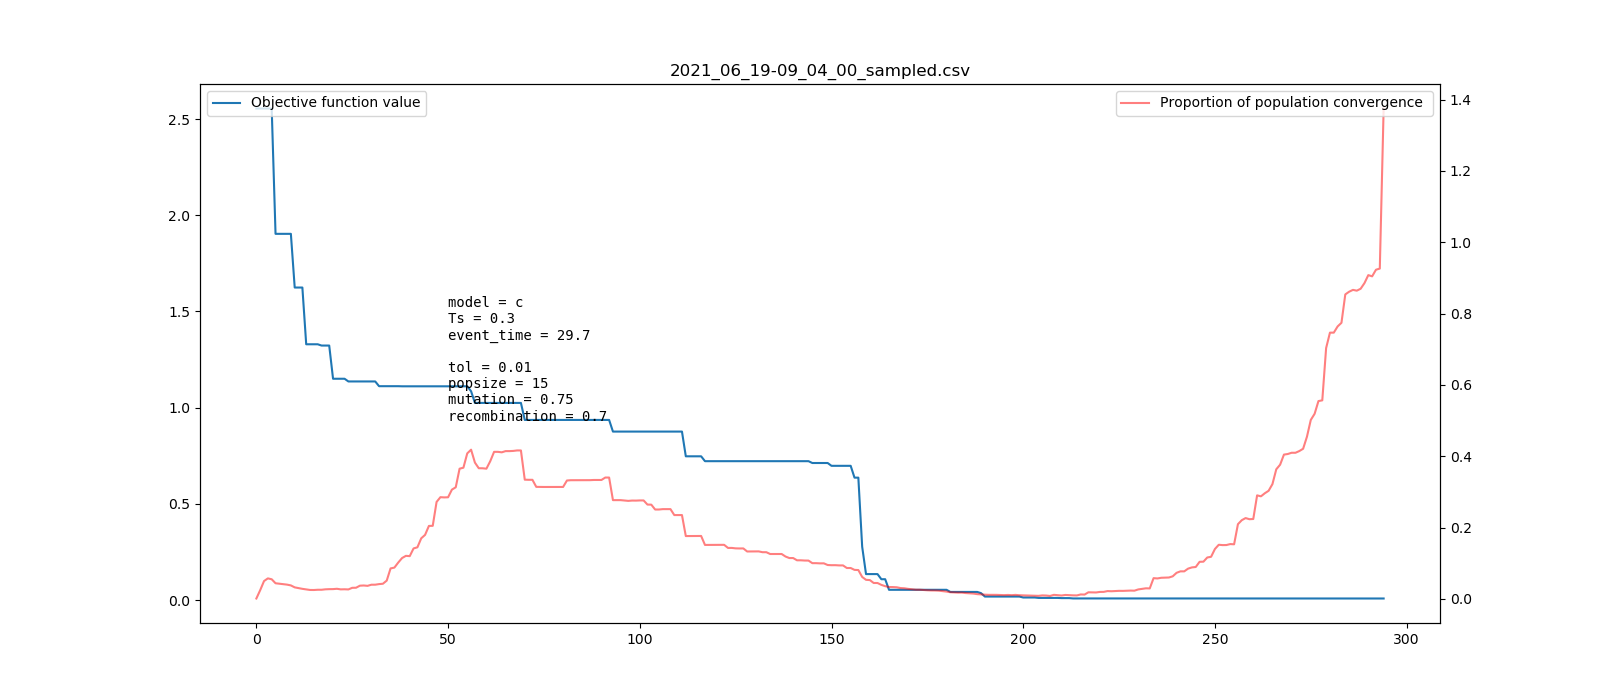 2021_06_19-09_04_00_sampled.csv
Objective function value
Proportion of population convergence
2.5
2.0
1.5
1.0
0.5
0.0
model = c
Ts = 0.3
event_time = 29.7
tol = 0.01
popsize = 15
mutation = 0.75
recombination = 0.7
1.4
1.2
1.0
0.8
0.6
0.4
0.2
0.0
0 50 100 150 200 250 300